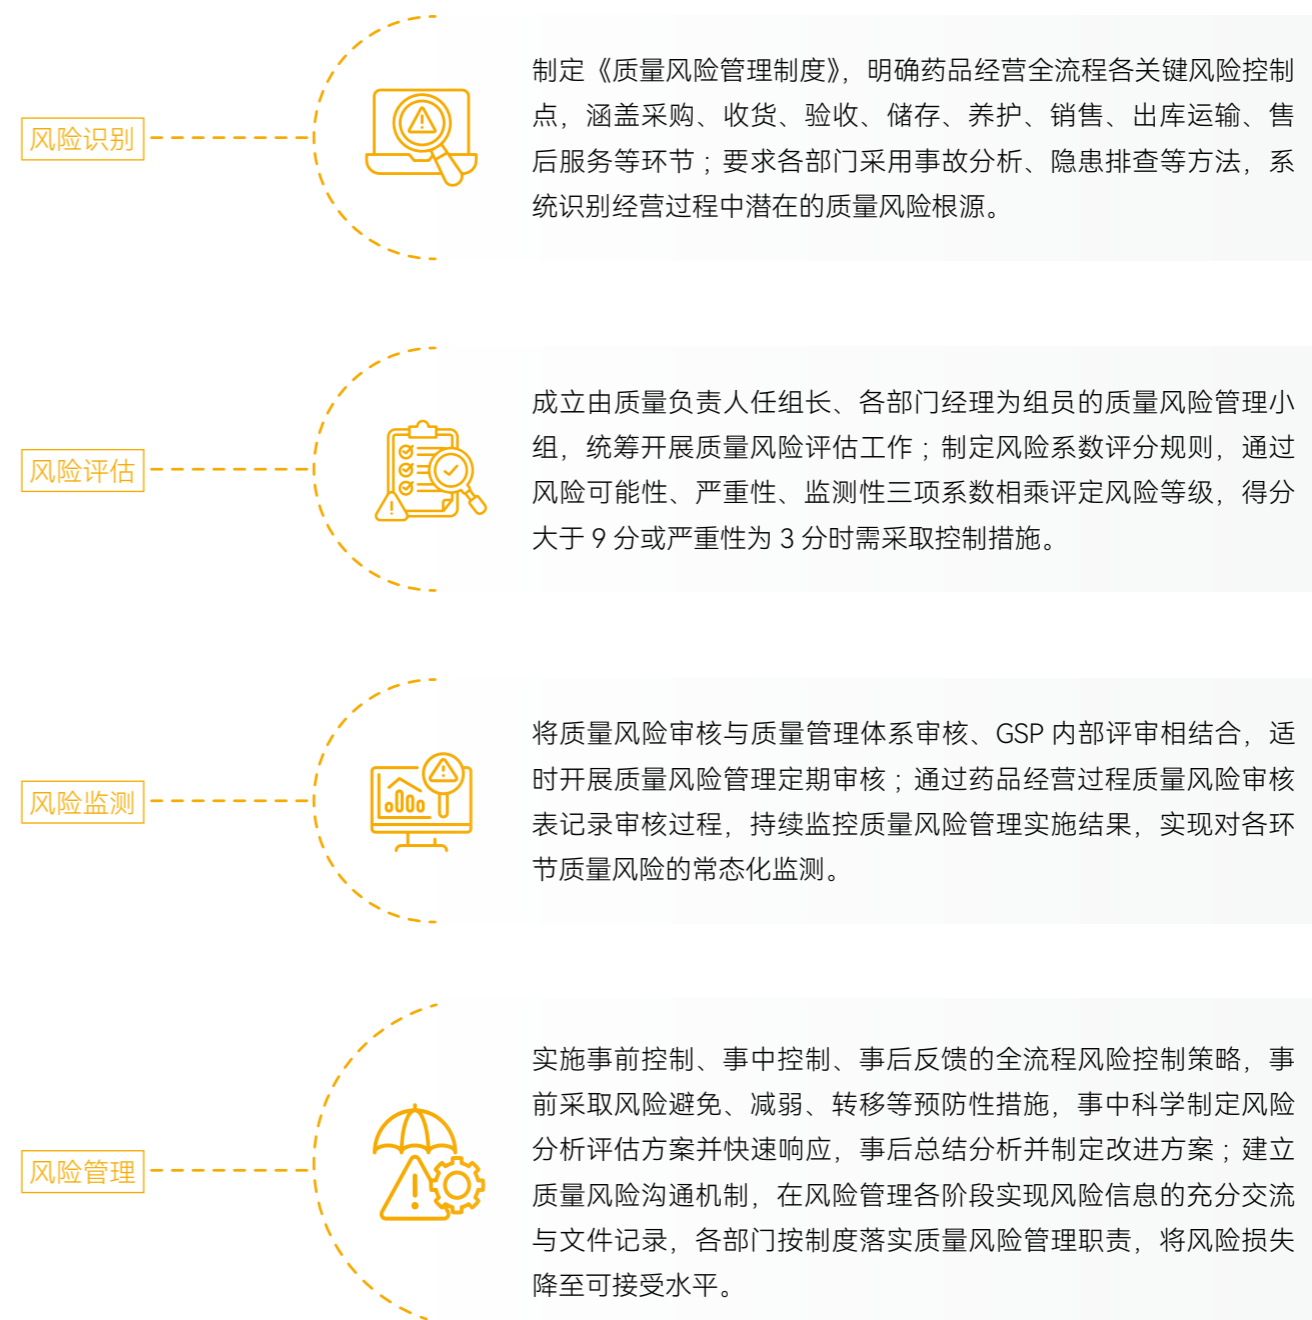 风险识别
制定《质量风险管理制度》，明确药品经营全流程各关键风险控制
点，涵盖采购、收货、验收、储存、养护、销售、出库运输、售
后服务等环节；要求各部门采用事故分析、隐患排查等方法，系
统识别经营过程中潜在的质量风险根源。
风险评估
成立由质量负责人任组长、各部门经理为组员的质量风险管理小
组，统筹开展质量风险评估工作；制定风险系数评分规则，通过
风险可能性、严重性、监测性三项系数相乘评定风险等级，得分
大于 9 分或严重性为 3 分时需采取控制措施。
风险监测
将质量风险审核与质量管理体系审核、GSP 内部评审相结合，适
时开展质量风险管理定期审核；通过药品经营过程质量风险审核
表记录审核过程，持续监控质量风险管理实施结果，实现对各环
节质量风险的常态化监测。
风险管理
实施事前控制、事中控制、事后反馈的全流程风险控制策略，事
前采取风险避免、减弱、转移等预防性措施，事中科学制定风险
分析评估方案并快速响应，事后总结分析并制定改进方案；建立
质量风险沟通机制，在风险管理各阶段实现风险信息的充分交流
与文件记录，各部门按制度落实质量风险管理职责，将风险损失
降至可接受水平。